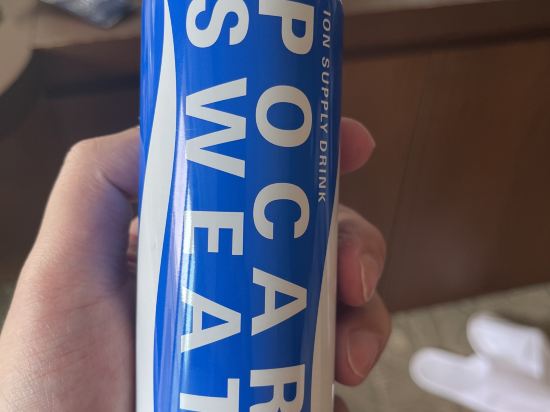 ION SUPPLY DRINK
POCAR
SWEAT